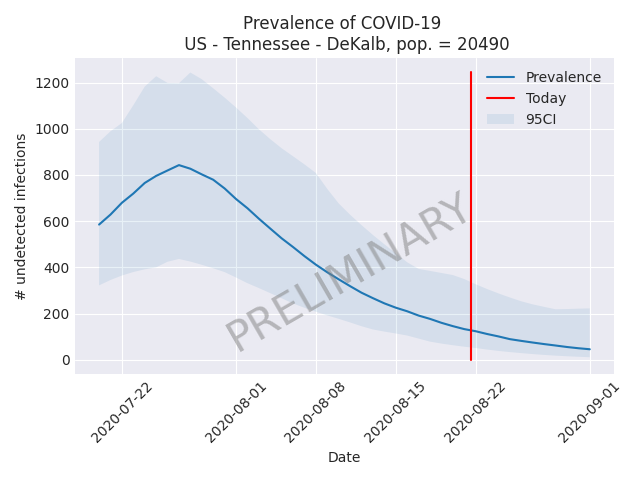 Prevalence of COVID-19
US - Tennessee - DeKalb, pop. = 20490
Prevalence
Today
95CI
PRELIMINARY
# undetected infections
1200
1000
800
600
400
200
0
2020-07-22
2020-08-01
2020-08-08
2020-08-15
2020-08-22
2020-09-01
Date